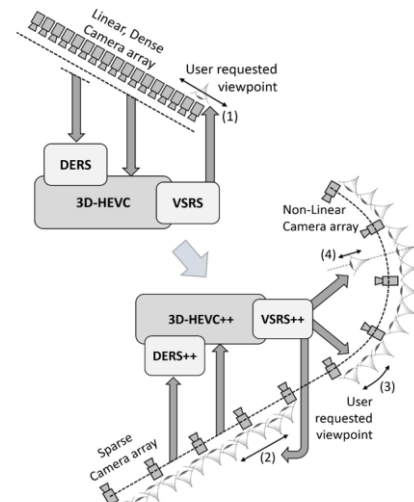 Linear, Dense
Camera array
User requested
viewpoint
(1)
DERS
3D-HEVC
VSRS
Non-Linear
Camera array
(4)
3D-HEVC++
VSRS++
DERS++
(3)
User
requested
viewpoint
Sparse
Camera array
(2)